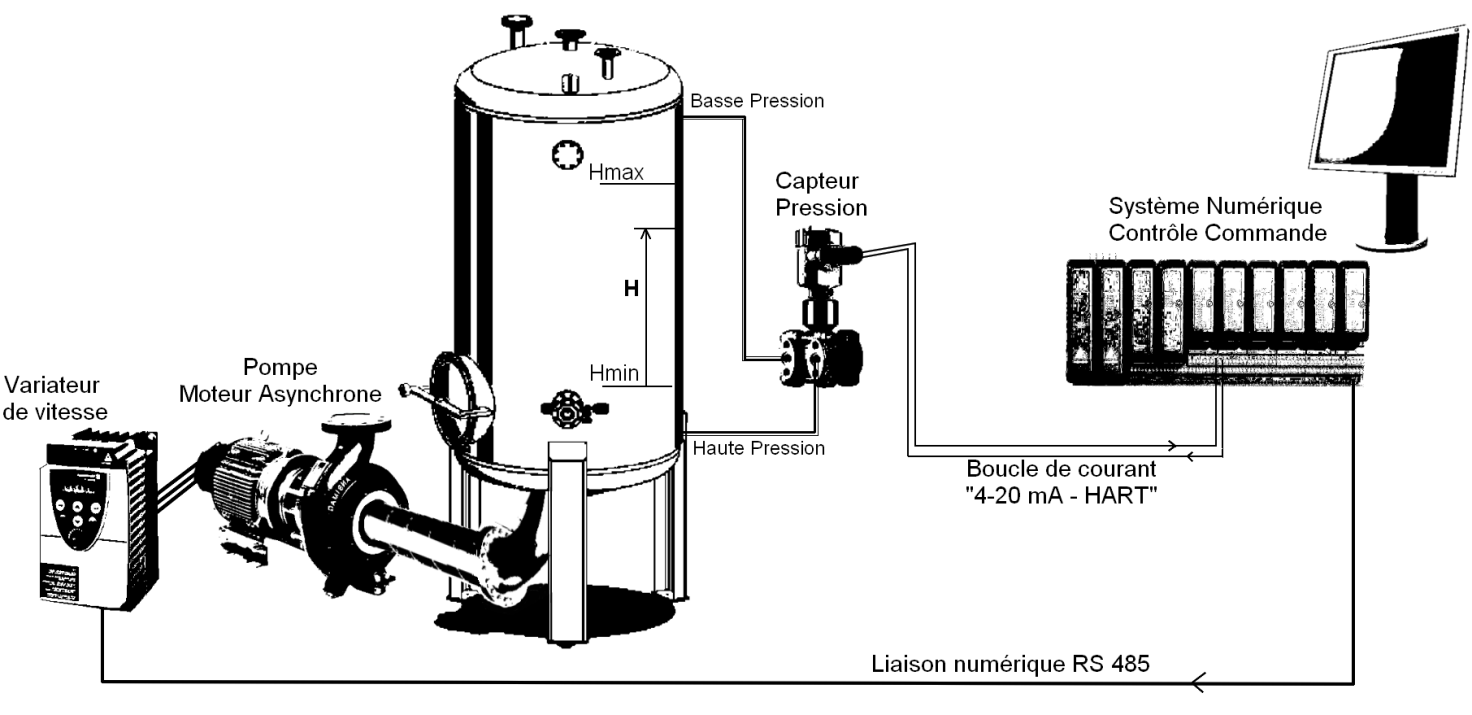 Basse Pression
Hmax
Capteur
Pression
Système Numérique
Contrôle Commande
H
Hmin
Pompe
Moteur Asynchrone
Variateur
de vitesse
Haute Pression
Boucle de courant
"4-20 mA - HART"
Liaison numérique RS 485